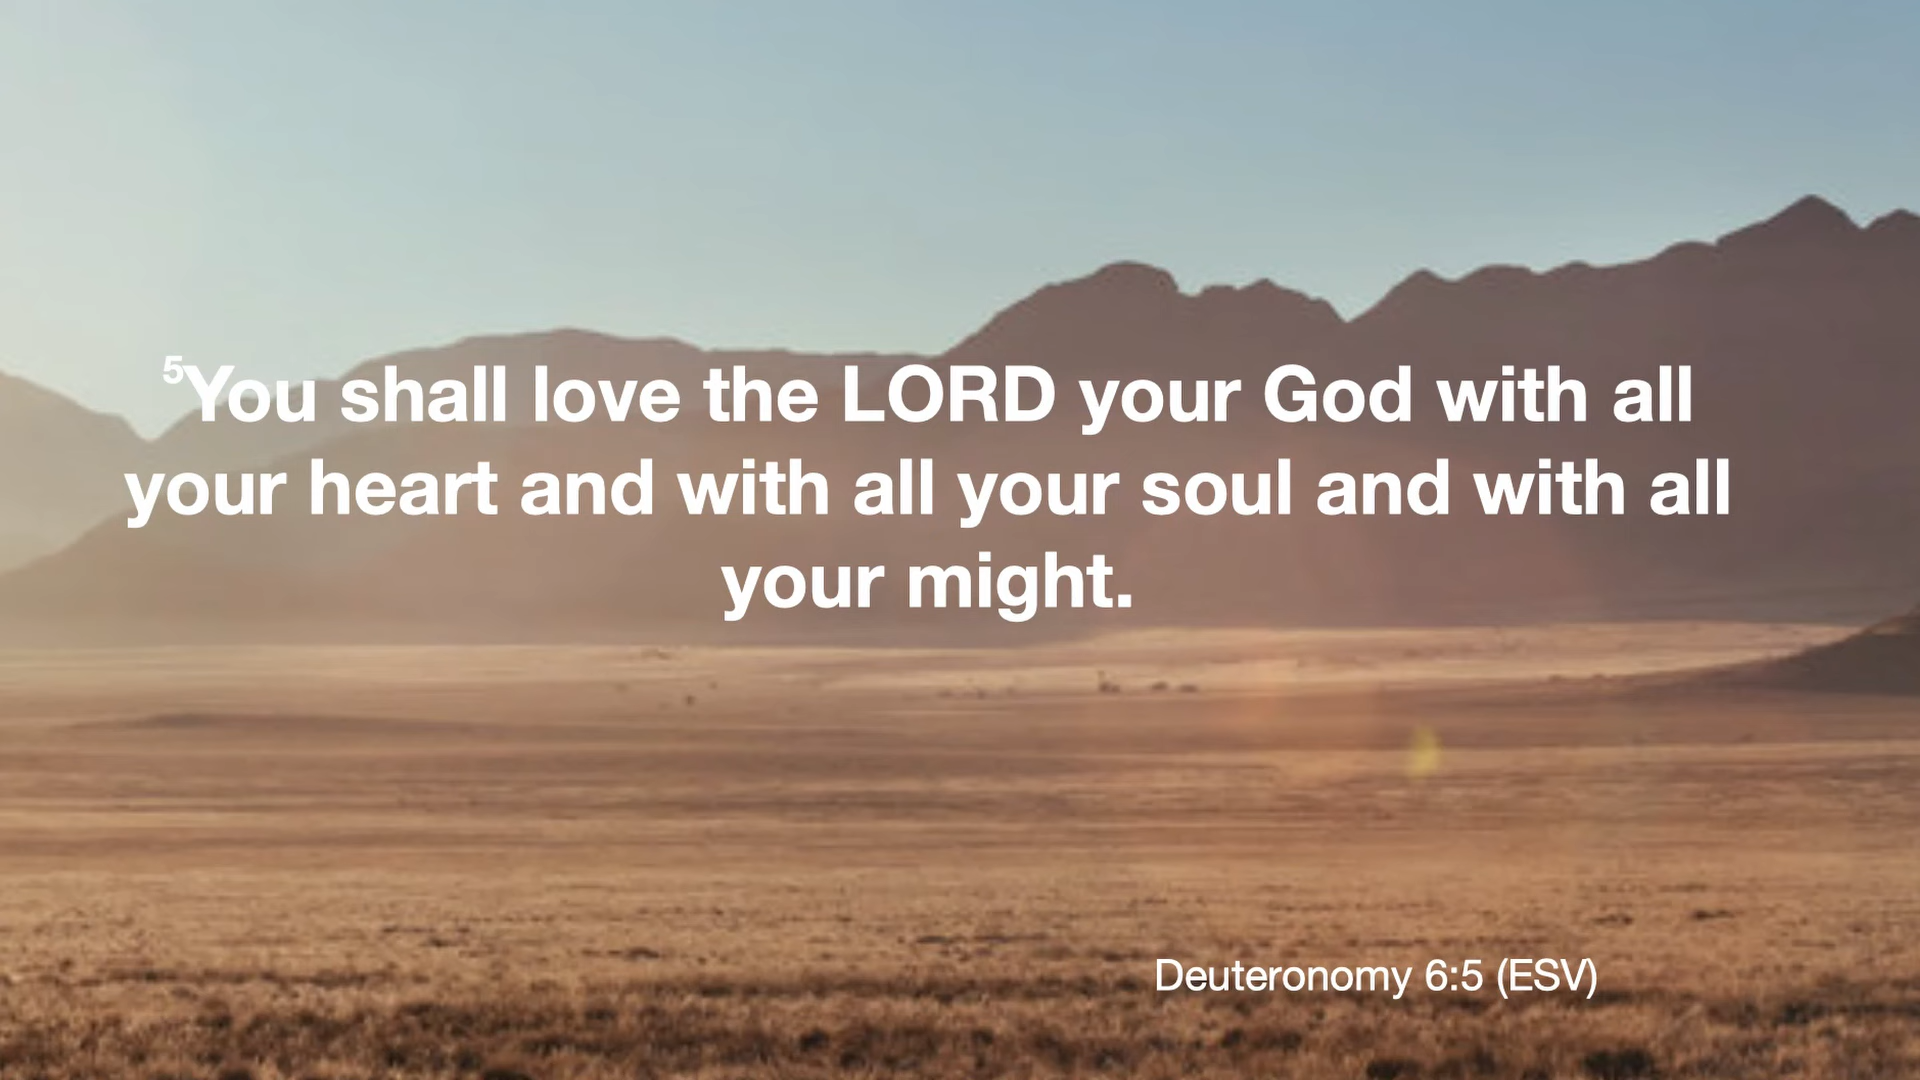 ⁵You shall love the LORD your God with all
your heart and with all your soul and with all
your might.
Deuteronomy 6:5 (ESV)